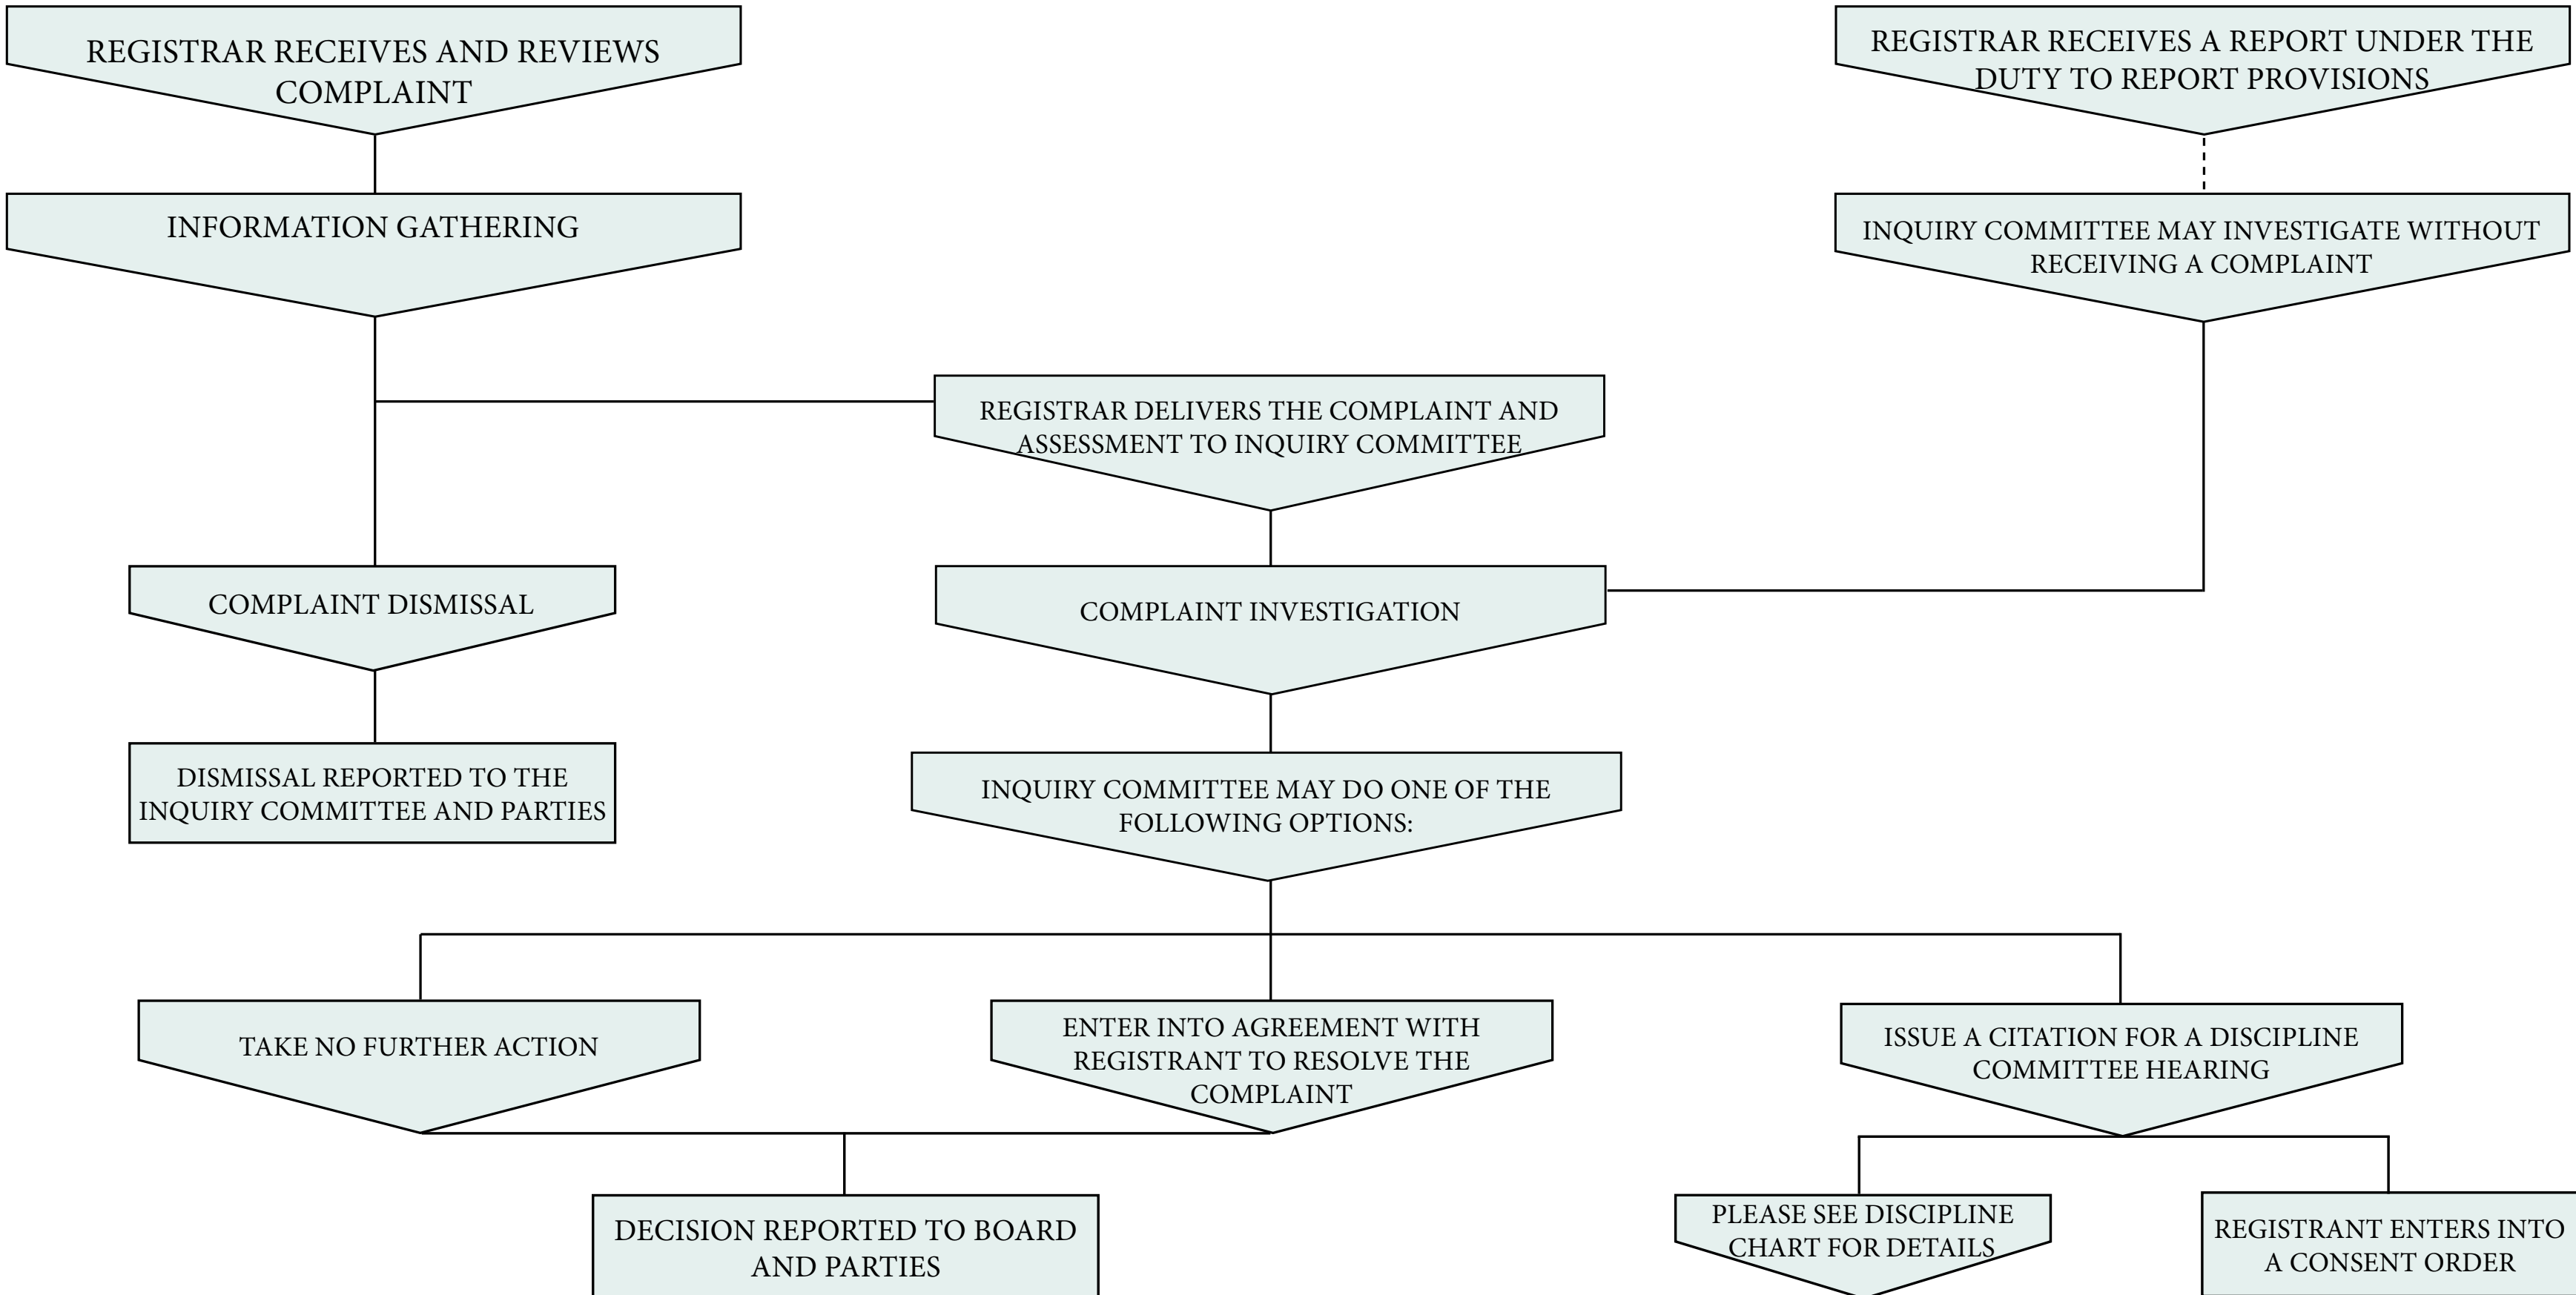 REGISTRAR RECEIVES AND REVIEWS
COMPLAINT
REGISTRAR RECEIVES A REPORT UNDER THE
DUTY TO REPORT PROVISIONS
INFORMATION GATHERING
INQUIRY COMMITTEE MAY INVESTIGATE WITHOUT
RECEIVING A COMPLAINT
REGISTRAR DELIVERS THE COMPLAINT AND
ASSESSMENT TO INQUIRY COMMITTEE
COMPLAINT DISMISSAL
COMPLAINT INVESTIGATION
DISMISSAL REPORTED TO THE
INQUIRY COMMITTEE AND PARTIES
INQUIRY COMMITTEE MAY DO ONE OF THE
FOLLOWING OPTIONS:
TAKE NO FURTHER ACTION
ENTER INTO AGREEMENT WITH
REGISTRANT TO RESOLVE THE
COMPLAINT
ISSUE A CITATION FOR A DISCIPLINE
COMMITTEE HEARING
DECISION REPORTED TO BOARD
AND PARTIES
PLEASE SEE DISCIPLINE
CHART FOR DETAILS
REGISTRANT ENTERS INTO
A CONSENT ORDER